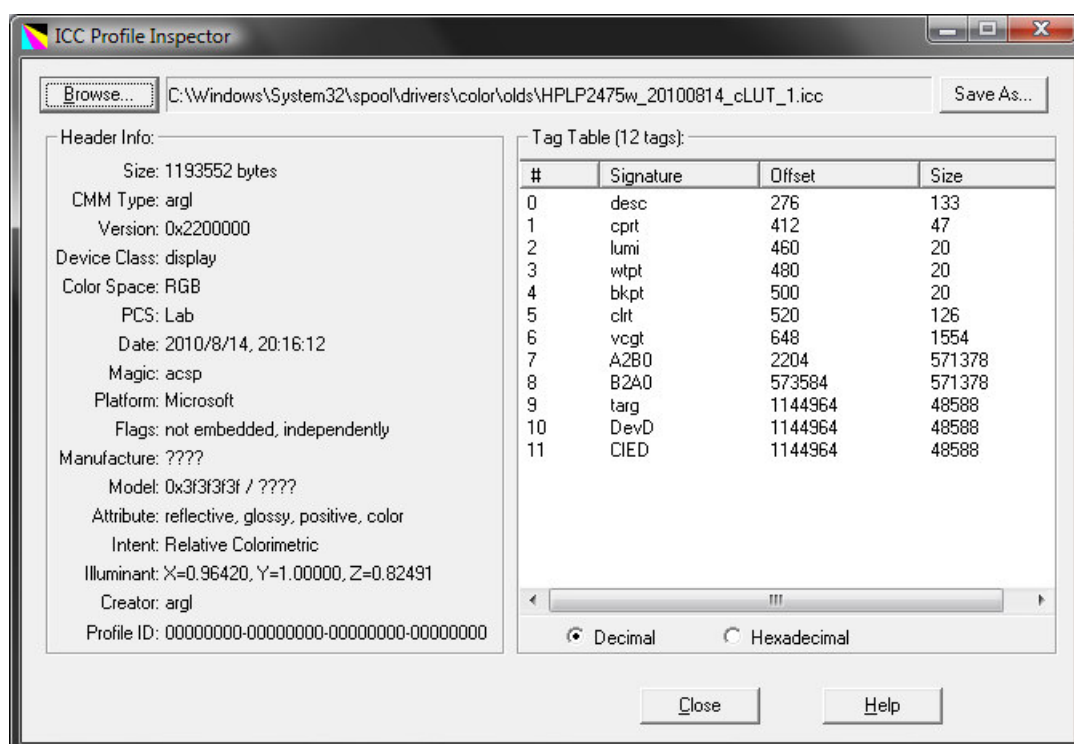 ICC Profile Inspector
Browse... C:\Windows\System32\spool\drivers\color\olds\HPLP2475w_20100814_cLUT_1.icc Save As...
Header Info:
Size: 1193552 bytes
CMM Type: argl
Version: 0x2200000
Device Class: display
Color Space: RGB
PCS: Lab
Date: 2010/8/14, 20:16:12
Magic: acsp
Platform: Microsoft
Flags: not embedded, independently
Manufacture: ????
Model: 0x3f3f3f3f / ????
Attribute: reflective, glossy, positive, color
Intent: Relative Colorimetric
Illuminant: X=0.96420, Y=1.00000, Z=0.82491
Creator: argl
Profile ID: 00000000-00000000-00000000-00000000
Tag Table (12 tags):
# Signature Offset Size
0 desc 276 133
1 cprt 412 47
2 lumi 460 20
3 wtpt 480 20
4 bkpt 500 20
5 clrt 520 126
6 vcgt 648 1554
7 A2B0 2204 571378
8 B2A0 573584 571378
9 targ 1144964 48588
10 DevD 1144964 48588
11 CIED 1144964 48588
Decimal Hexadecimal
Close Help